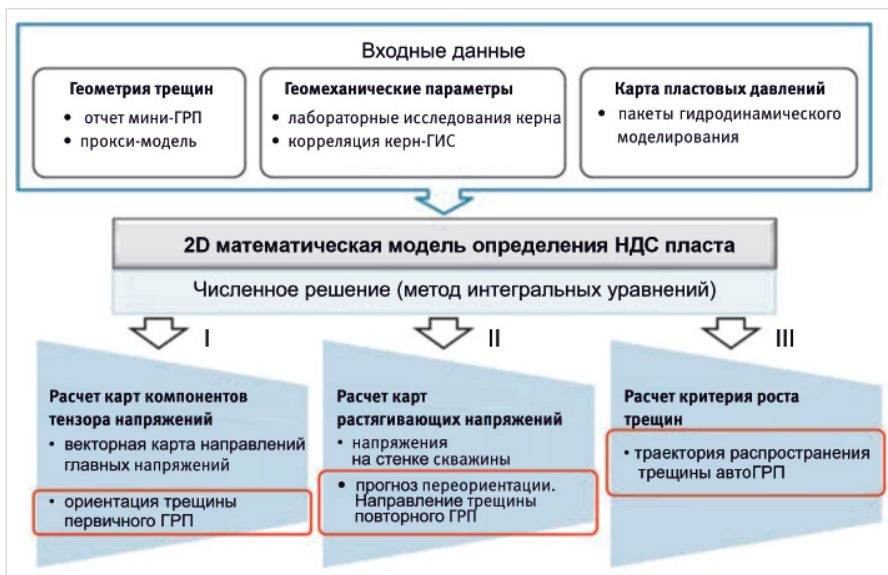 Входные данные
Геометрия трещин
• отчет мини-ГРП
• прокси-модель
Геомеханические параметры
• лабораторные исследования керна
• корреляция керн-ГИС
Карта пластовых давлений
• пакеты гидродинамического
моделирования
2D математическая модель определения НДС пласта
Численное решение (метод интегральных уравнений)
I
II
III
Расчет карт компонентов
тензора напряжений
• векторная карта направлений
главных напряжений
• ориентация трещины
первичного ГРП
Расчет карт
растягивающих напряжений
• напряжения
на стенке скважины
• прогноз переориентации.
Направление трещины
повторного ГРП
Расчет критерия роста
трещин
• траектория распространения
трещины автоГРП